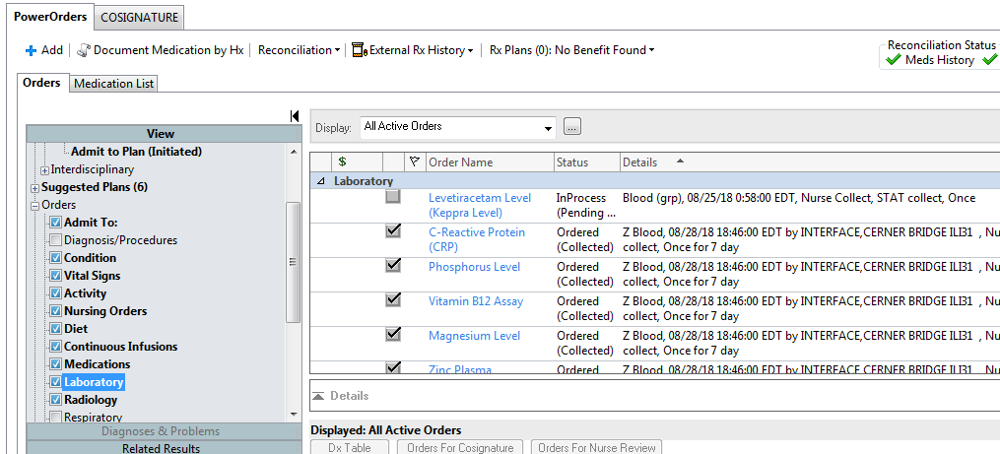 PowerOrders COSIGNATURE
Add Document Medication by Hx Reconciliation External Rx History Rx Plans (0): No Benefit Found
Reconciliation Status
Meds History
Orders Medication List
View
Admit to Plan (Initiated)
Interdisciplinary
Suggested Plans (6)
Orders
Admit To:
Diagnosis/Procedures
Condition
Vital Signs
Activity
Nursing Orders
Diet
Continuous Infusions
Medications
Laboratory
Radiology
Respiratory
Diagnoses & Problems
Related Results
Display: All Active Orders ...
$ Order Name Status Details
Laboratory
Levetiracetam Level InProcess Blood (grp), 08/25/18 0:58:00 EDT, Nurse Collect, STAT collect, Once
(Keppra Level) (Pending ...
C-Reactive Protein Ordered Z Blood, 08/28/18 18:46:00 EDT by INTERFACE,CERNER BRIDGE ILI31 , Nu
(CRP) (Collected) collect, Once for 7 day
Phosphorus Level Ordered Z Blood, 08/28/18 18:46:00 EDT by INTERFACE,CERNER BRIDGE ILI31 , Nu
(Collected) collect, Once for 7 day
Vitamin B12 Assay Ordered Z Blood, 08/28/18 18:46:00 EDT by INTERFACE,CERNER BRIDGE ILI31 , Nu
(Collected) collect, Once for 7 day
Magnesium Level Ordered Z Blood, 08/28/18 18:46:00 EDT by INTERFACE,CERNER BRIDGE ILI31 , Nu
(Collected) collect, Once for 7 day
Zinc Plasma Ordered Z Blood, 08/28/18 18:46:00 EDT by INTERFACE,CERNER BRIDGE ILI31 , Nu
Details
Displayed: All Active Orders
Dx Table Orders For Cosignature Orders For Nurse Review